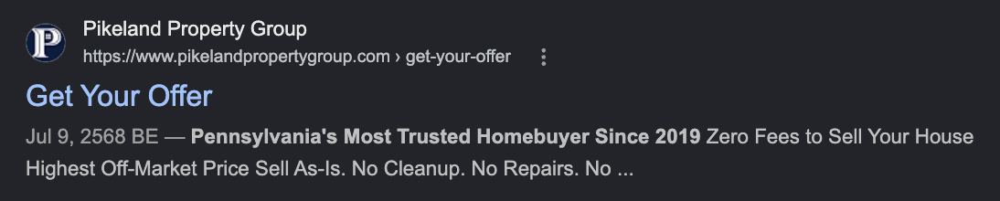 P
Pikeland Property Group
https://www.pikelandpropertygroup.com › get-your-offer
Get Your Offer
Jul 9, 2568 BE — Pennsylvania's Most Trusted Homebuyer Since 2019 Zero Fees to Sell Your House
Highest Off-Market Price Sell As-Is. No Cleanup. No Repairs. No ...